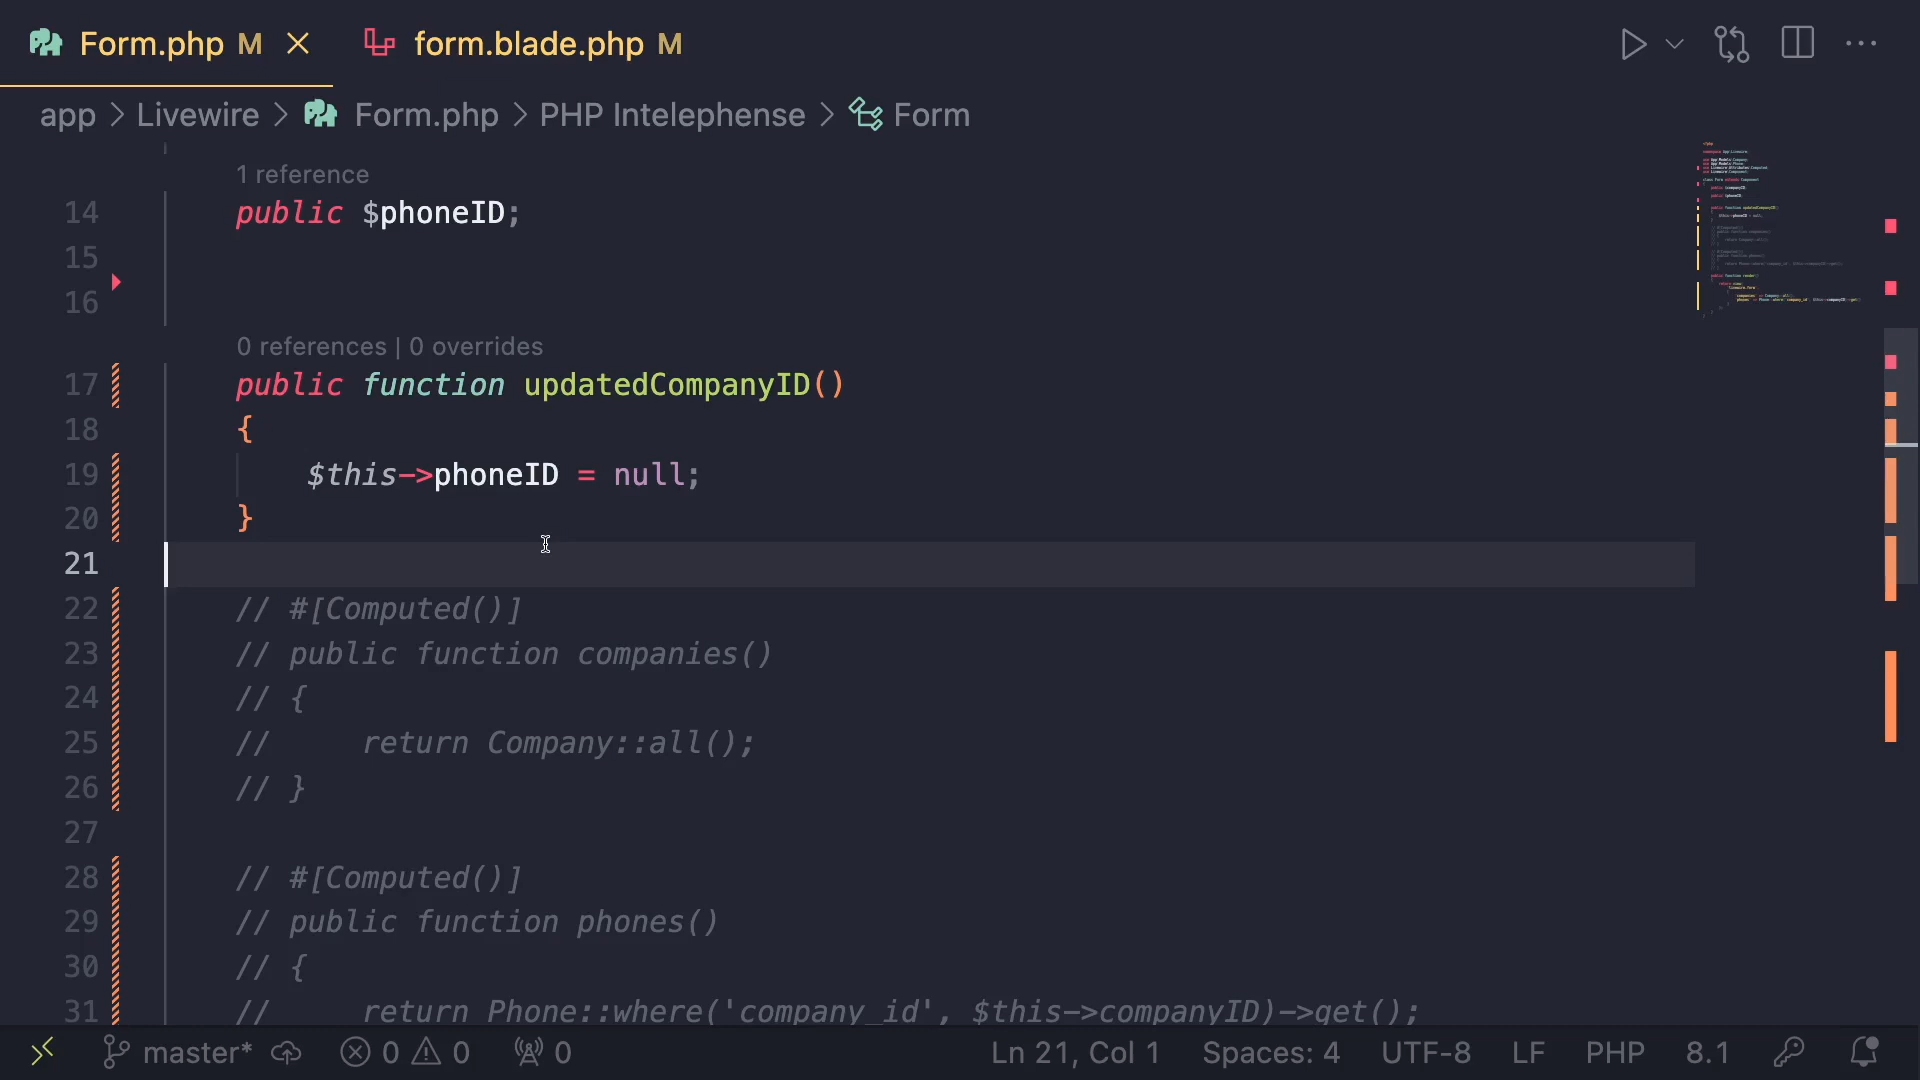 Form.php M
form.blade.php M
app > Livewire > Form.php > PHP Intelephense > Form
1 reference
14 public $phoneID;
15
16
0 references | 0 overrides
17 public function updatedCompanyID()
18 {
19 $this->phoneID = null;
20 }
21
22 // #[Computed()]
23 // public function companies()
24 // {
25 // return Company::all();
26 // }
27
28 // #[Computed()]
29 // public function phones()
30 // {
31 // return Phone::where('company_id', $this->companyID)->get();
master* 0 0 0 Ln 21, Col 1 Spaces: 4 UTF-8 LF PHP 8.1